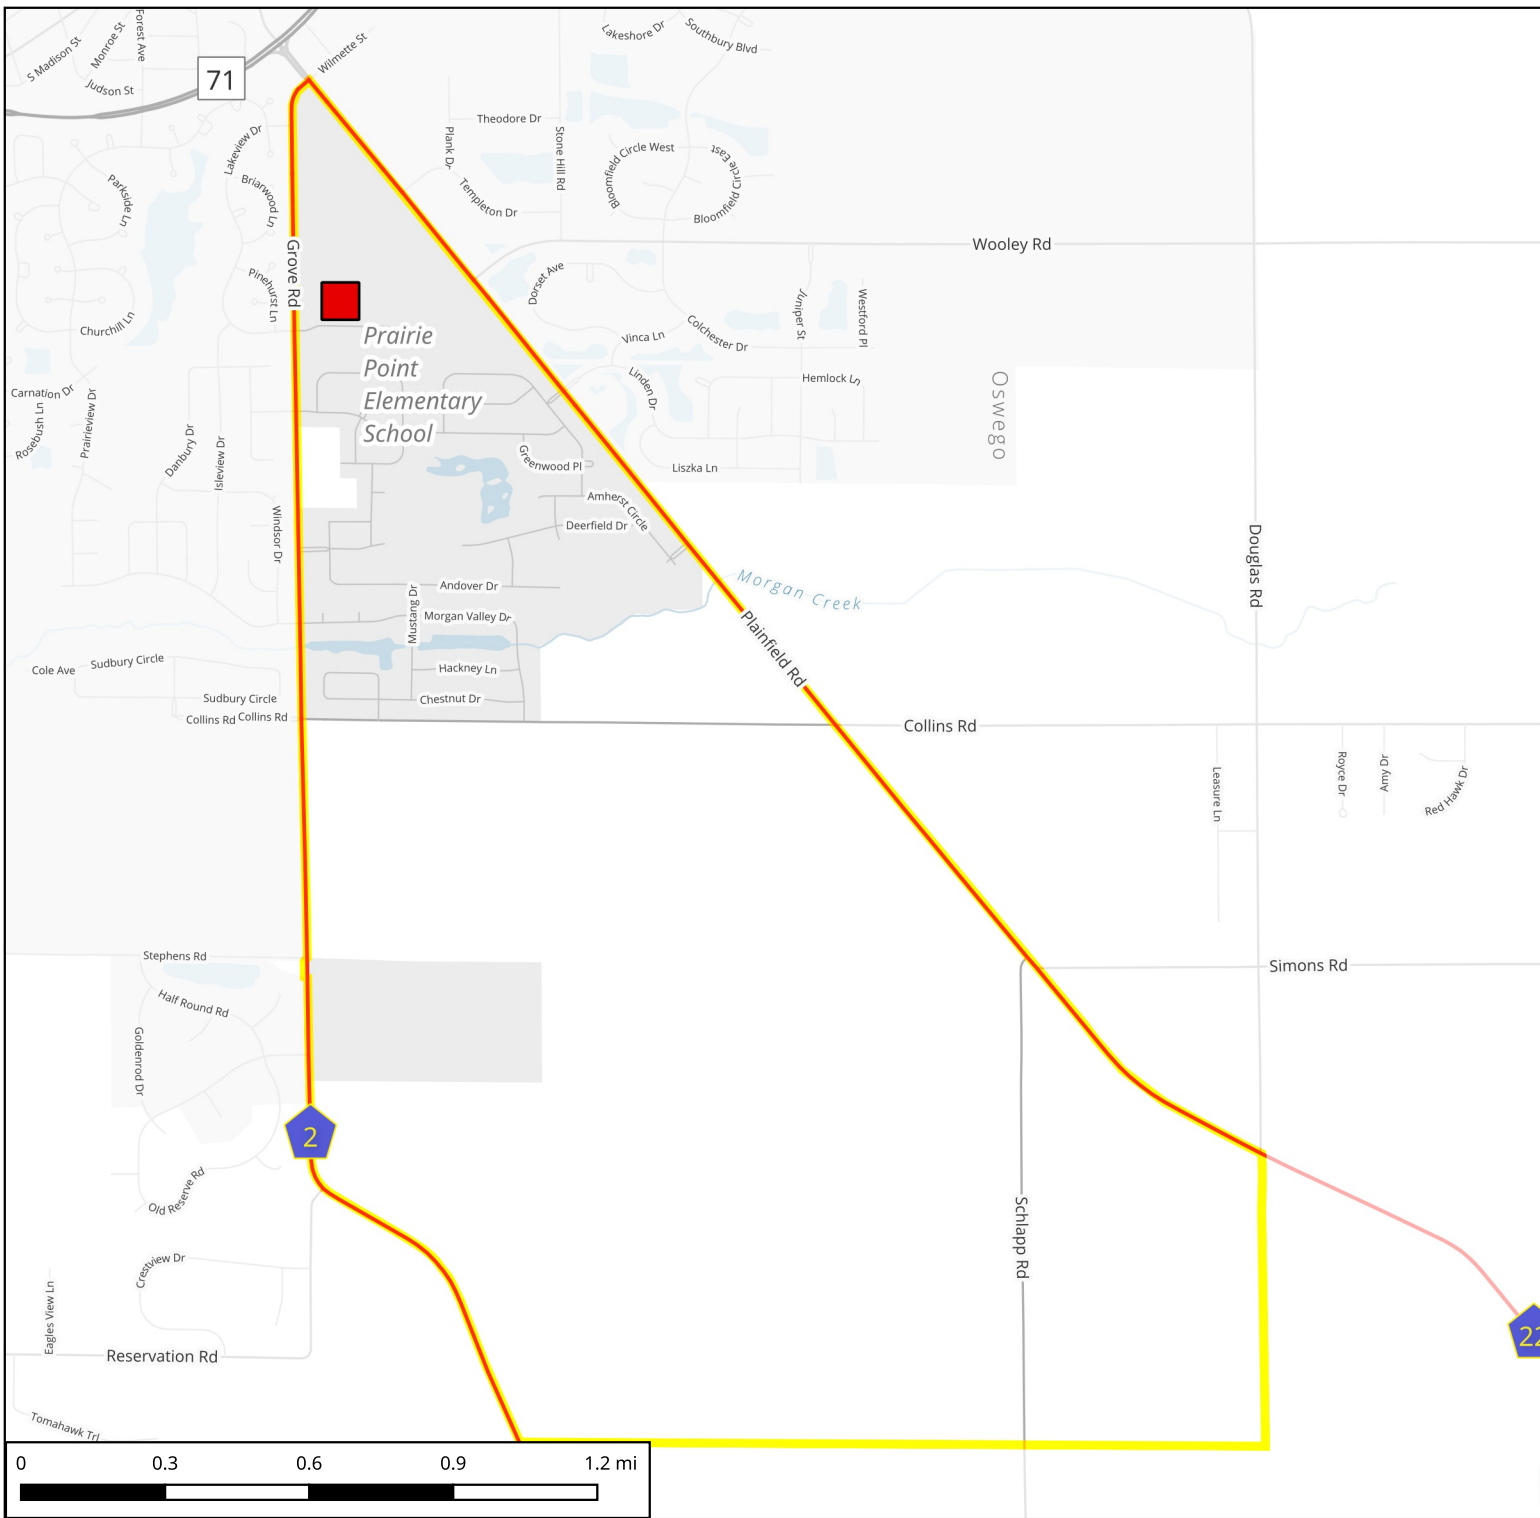 S Madison St
Monroe St
Forest Ave
Judson St
71
Wilmette St
Lakeshore Dr
Southbury Blvd
Theodore Dr
Plank Dr
Stone Hill Rd
Templeton Dr
Bloomfield Circle West
Bloomfield Circle East
Lakeview Dr
Briarwood Ln
Parkside Ln
Grove Rd
Pinehurst Ln
Churchill Ln
Wooley Rd
Dorset Ave
Vinca Ln
Colchester Dr
Juniper St
Westford Pl
Linden Dr
Hemlock Ln
Oswego
Prairie
Point
Elementary
School
Carnation Dr
Rosebush Ln
Prairieview Dr
Danbury Dr
Isleview Dr
Windsor Dr
Greenwood Pl
Liszka Ln
Amherst Circle
Deerfield Dr
Andover Dr
Mustang Dr
Morgan Valley Dr
Morgan Creek
Douglas Rd
Plainfield Rd
Cole Ave
Sudbury Circle
Hackney Ln
Sudbury Circle
Chestnut Dr
Collins Rd
Collins Rd
Collins Rd
Leasure Ln
Royce Dr
Amy Dr
Red Hawk Dr
Stephens Rd
Simons Rd
Half Round Rd
Goldenrod Dr
2
Old Reserve Rd
Schlapp Rd
Crestview Dr
Eagles View Ln
Reservation Rd
22
Tomahawk Trl
0 0.3 0.6 0.9 1.2 mi